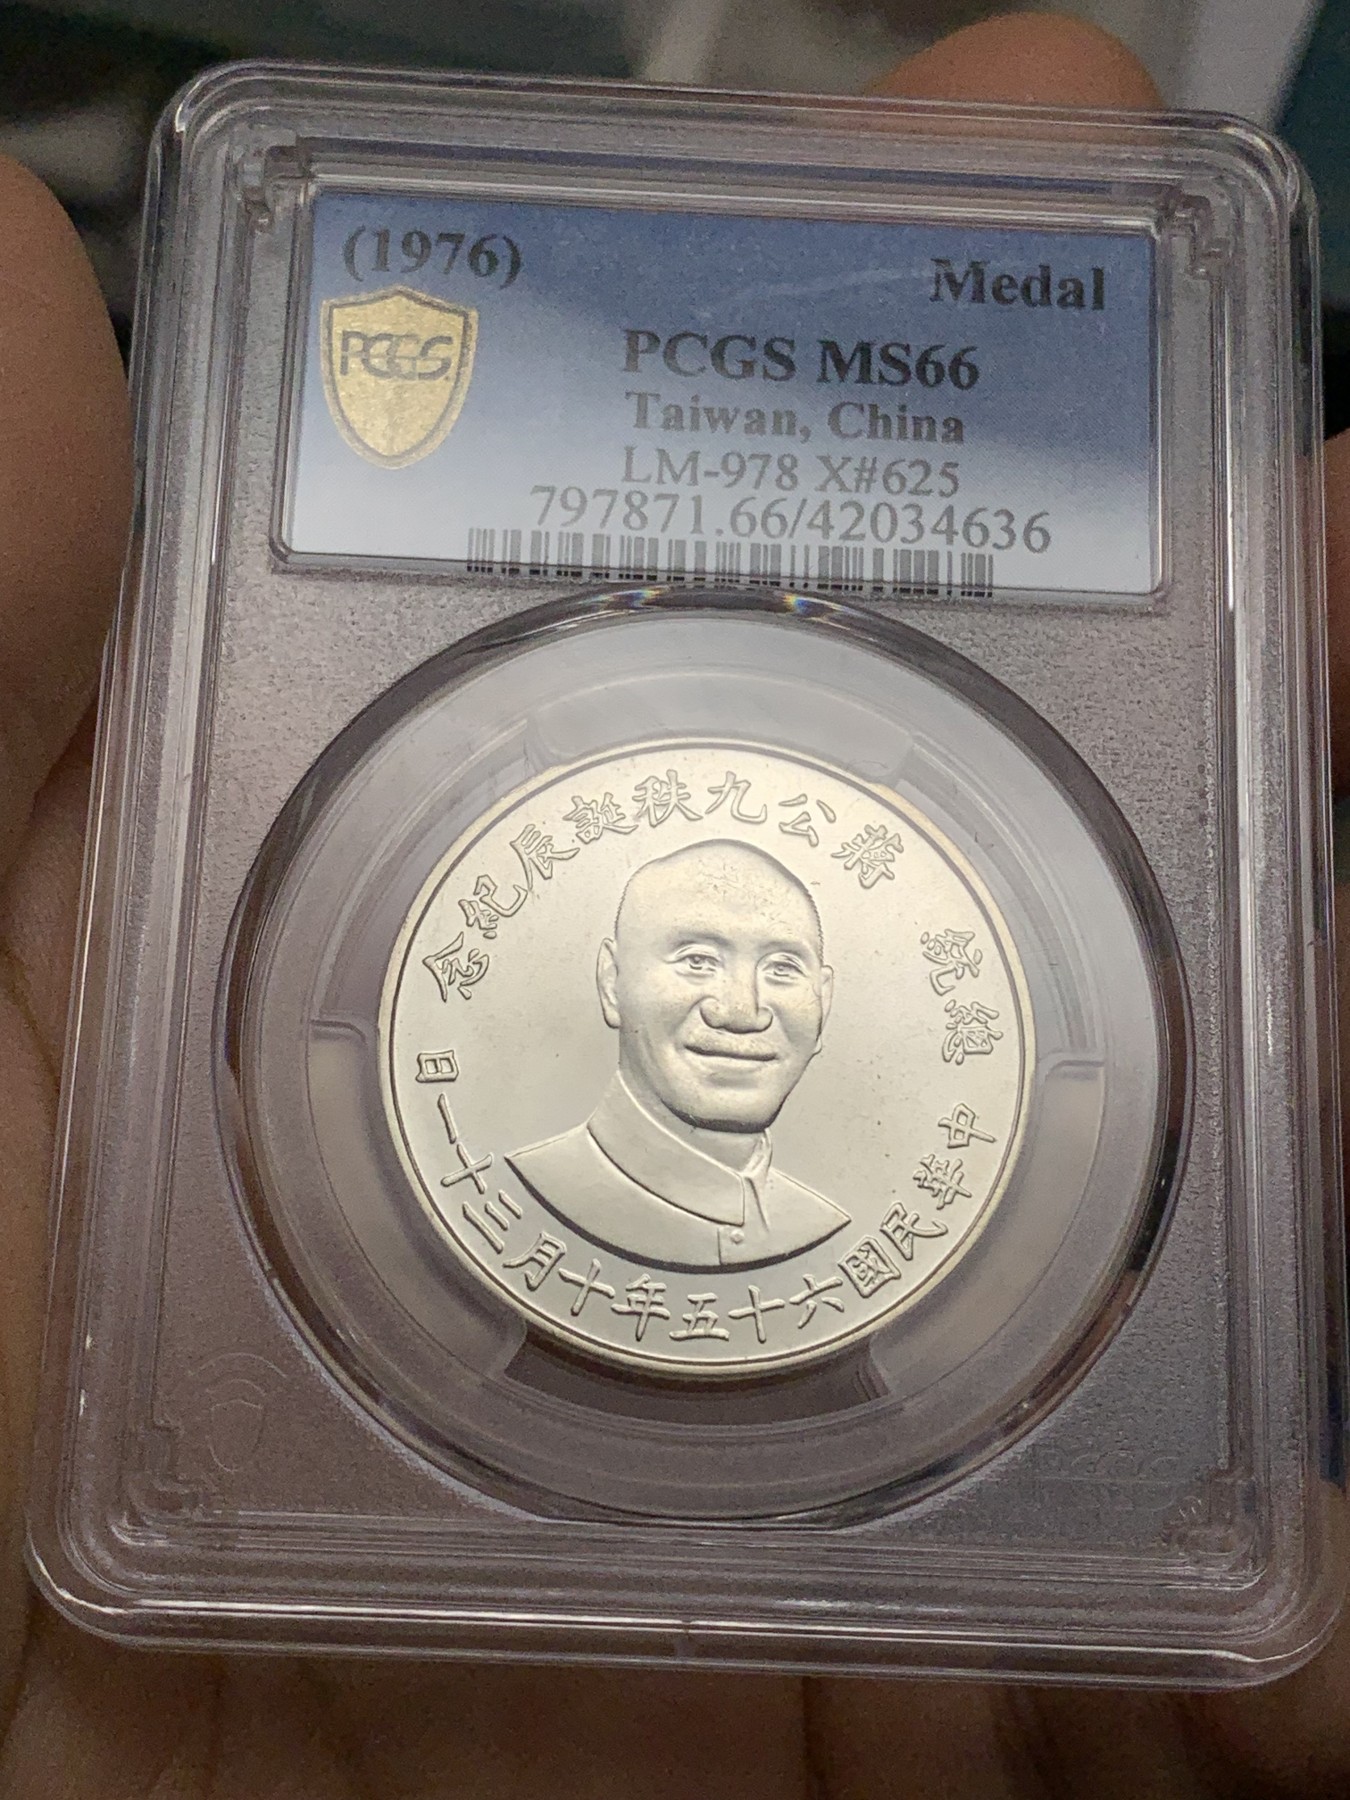 (1976)
Medal
PCGS
PCGS MS66
Taiwan, China
LM-978 X#625
797871.66/42034636
總統蔣公九秩誕辰紀念
中華民國六十五年十月三十一日